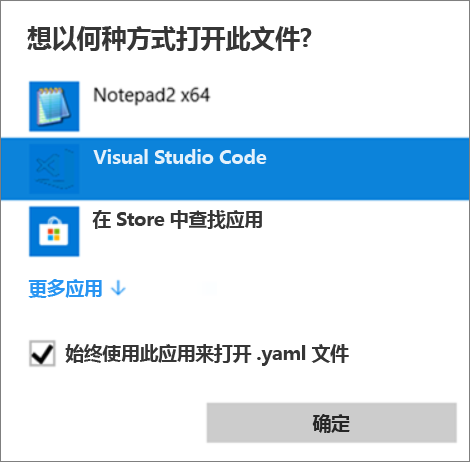 想以何种方式打开此文件?
Notepad2 x64
Visual Studio Code
在 Store 中查找应用
更多应用 ↓
始终使用此应用来打开 .yaml 文件
确定